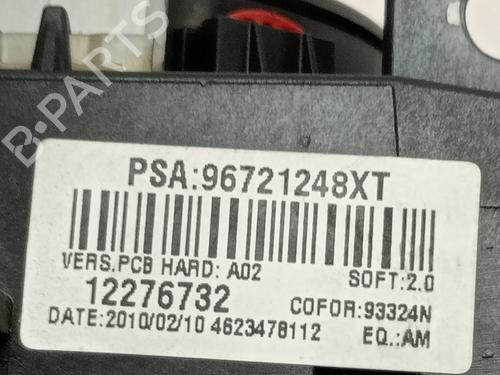 B-PARTS
PSA:96721248XT
VERS.PCB HARD: A02 SOFT:2.0
12276732 COFOR:93324N
DATE:2010/02/10 4623478112 EQ.:AM